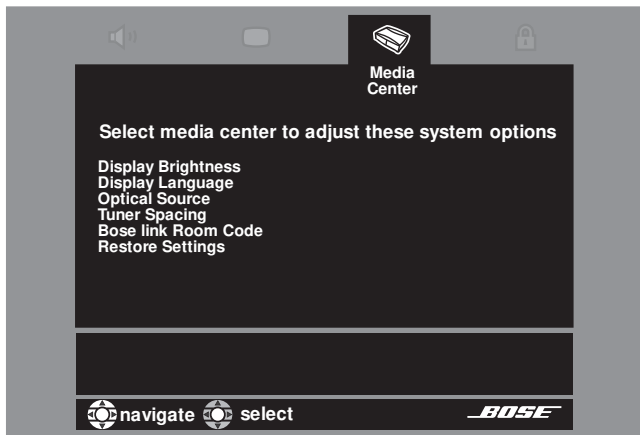 Media
Center
Select media center to adjust these system options
Display Brightness
Display Language
Optical Source
Tuner Spacing
Bose link Room Code
Restore Settings
navigate select BOSE